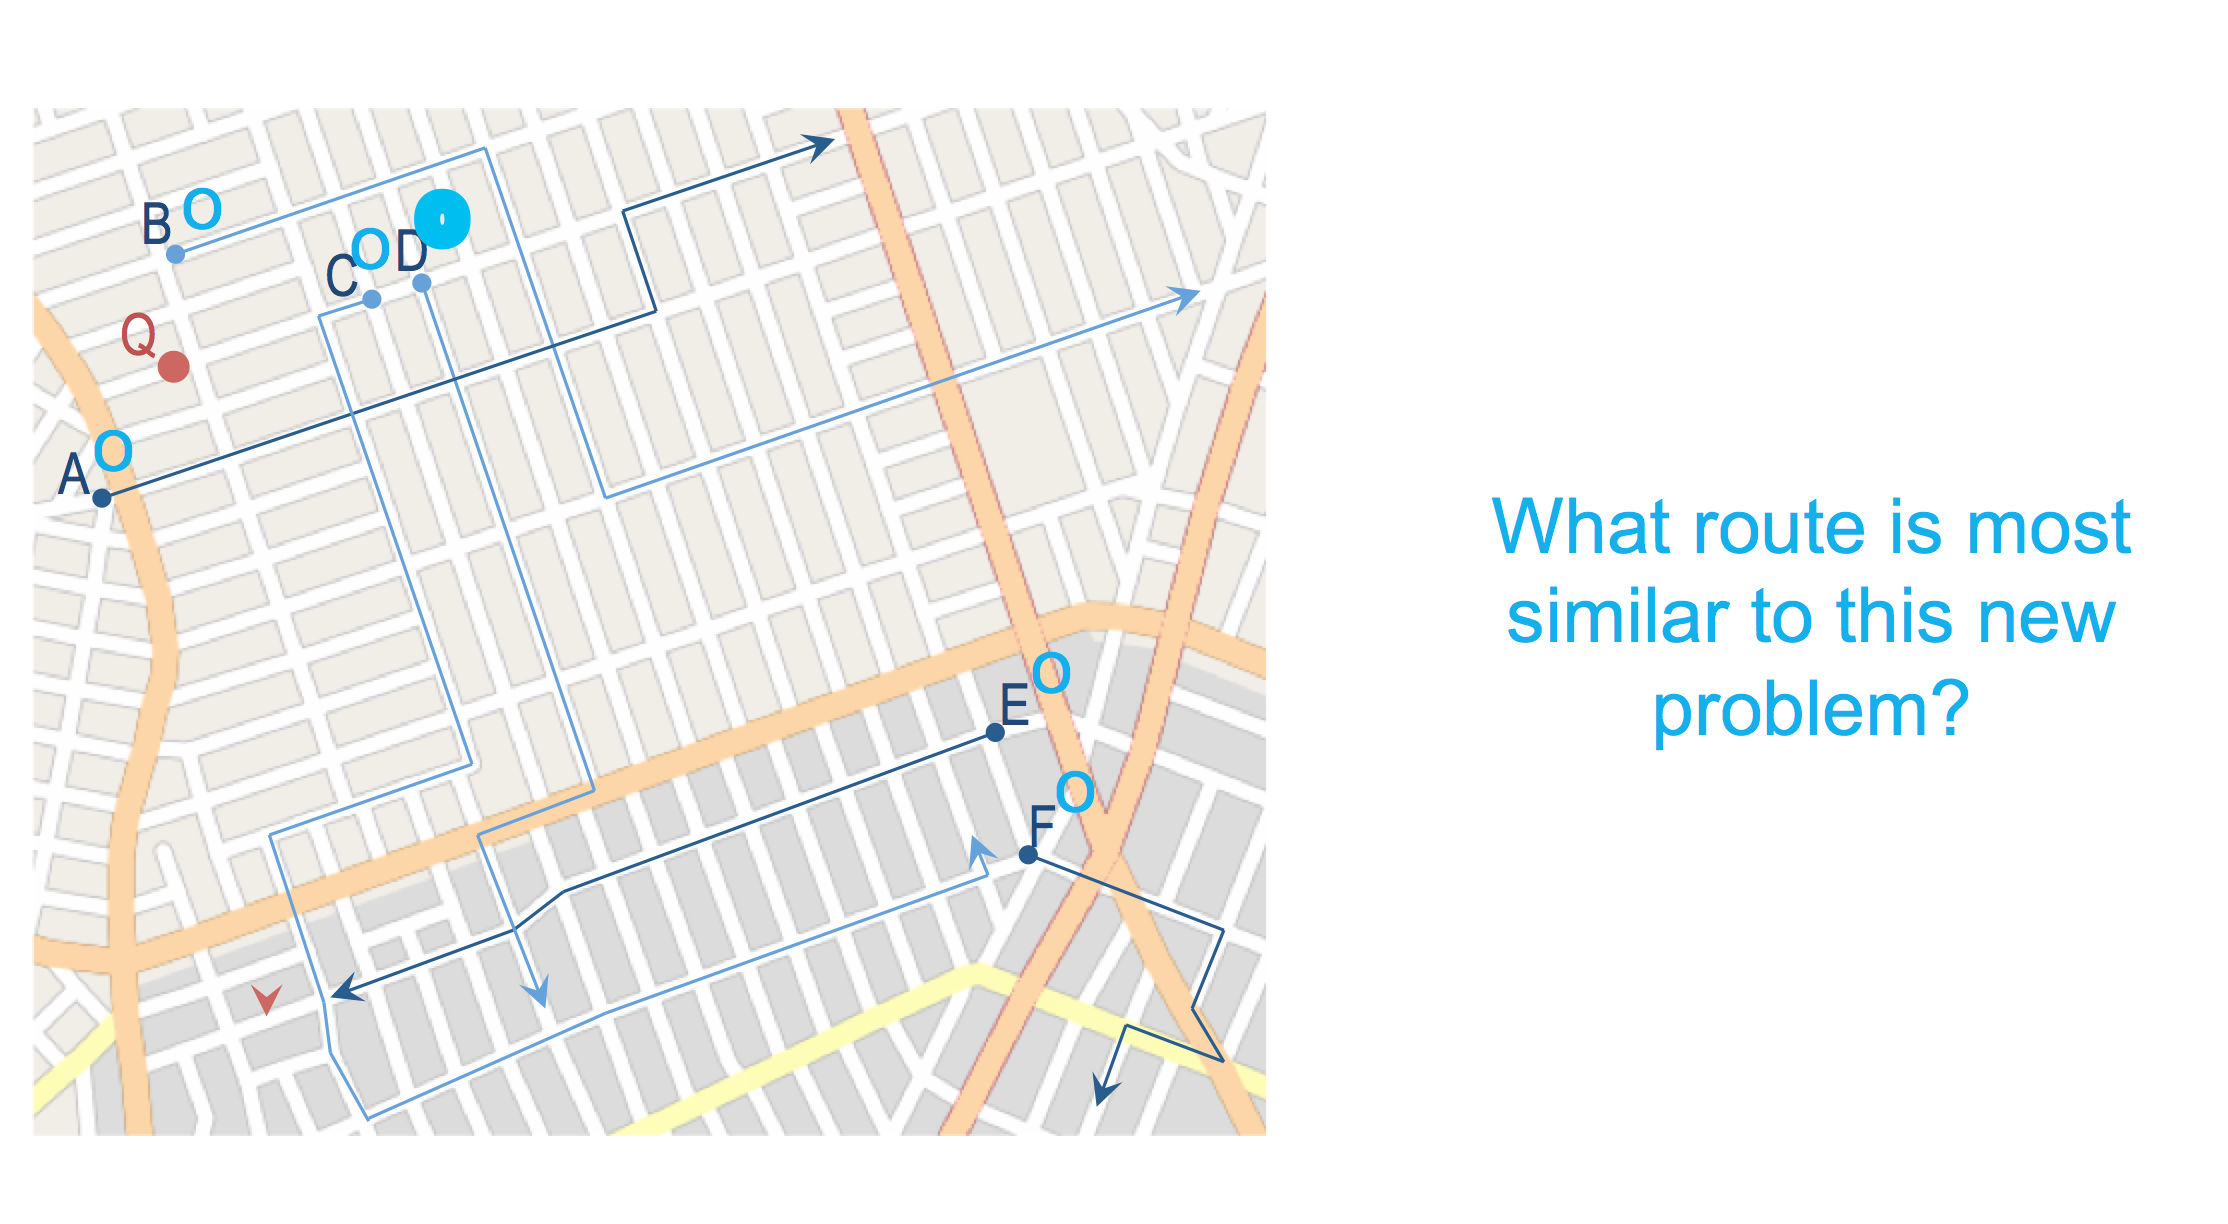 B O
C O D O
Q
A O
What route is most
similar to this new
problem?
E O
F O